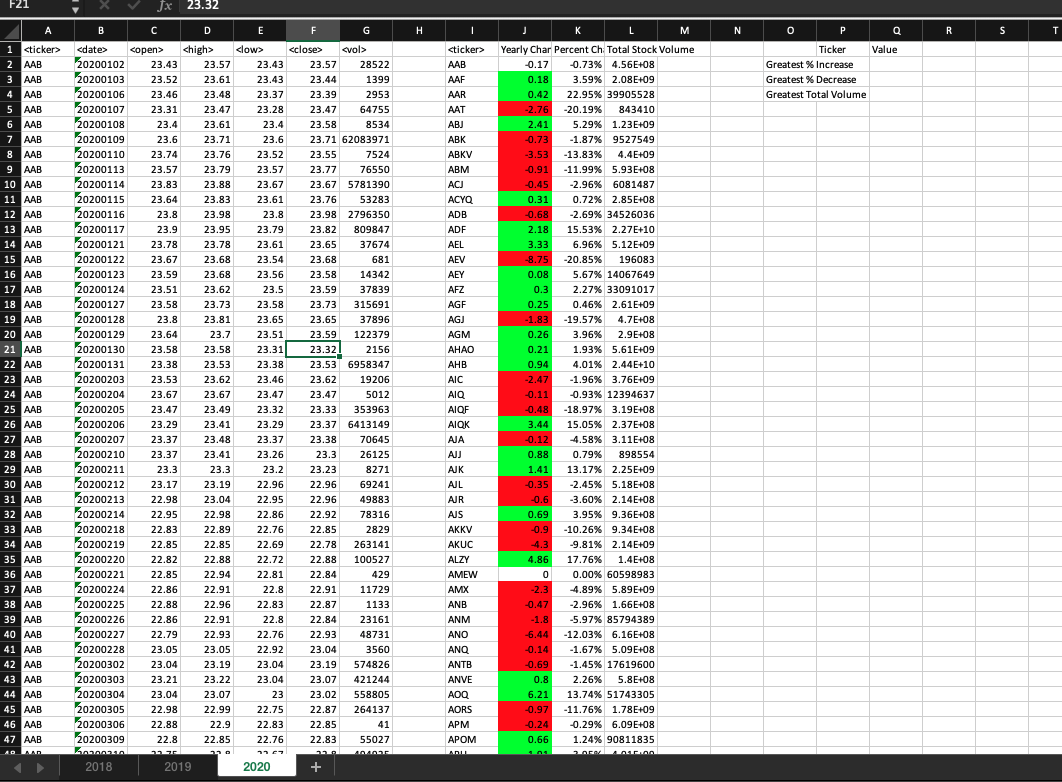 F21 fx 23.32
A B C D E F G H I J K L M N O P Q R S T
1 <ticker> <date> <open> <high> <low> <close> <vol> <ticker> Yearly Char Percent Ch Total Stock Volume Ticker Value
2 AAB 20200102 23.43 23.57 23.43 23.57 28522 AAB -0.17 -0.73% 4.56E+08 Greatest % Increase
3 AAB 20200103 23.52 23.61 23.43 23.44 1399 AAF 0.18 3.59% 2.08E+09 Greatest % Decrease
4 AAB 20200106 23.46 23.48 23.37 23.39 2953 AAR 0.42 22.95% 39905528 Greatest Total Volume
5 AAB 20200107 23.31 23.47 23.28 23.47 64755 AAT -2.76 -20.19% 843410
6 AAB 20200108 23.4 23.61 23.4 23.58 8534 ABJ 2.41 5.29% 1.23E+09
7 AAB 20200109 23.6 23.71 23.6 23.71 62083971 ABK -0.73 -1.87% 9527549
8 AAB 20200110 23.74 23.76 23.52 23.55 7524 ABKV -3.53 -13.83% 4.4E+09
9 AAB 20200113 23.57 23.79 23.57 23.77 76550 ABM -0.91 -11.99% 5.93E+08
10 AAB 20200114 23.83 23.88 23.67 23.67 5781390 ACJ -0.45 -2.96% 6081487
11 AAB 20200115 23.64 23.83 23.61 23.76 53283 ACYQ 0.31 0.72% 2.85E+08
12 AAB 20200116 23.8 23.98 23.8 23.98 2796350 ADB -0.68 -2.69% 34526036
13 AAB 20200117 23.9 23.95 23.79 23.82 809847 ADF 2.18 15.53% 2.27E+10
14 AAB 20200121 23.78 23.78 23.61 23.65 37674 AEL 3.33 6.96% 5.12E+09
15 AAB 20200122 23.67 23.68 23.54 23.68 681 AEV -8.75 -20.85% 196083
16 AAB 20200123 23.59 23.68 23.56 23.58 14342 AEY 0.08 5.67% 14067649
17 AAB 20200124 23.51 23.62 23.5 23.59 37839 AFZ 0.3 2.27% 33091017
18 AAB 20200127 23.58 23.73 23.58 23.73 315691 AGF 0.25 0.46% 2.61E+09
19 AAB 20200128 23.8 23.81 23.65 23.65 37896 AGJ -1.83 -19.57% 4.7E+08
20 AAB 20200129 23.64 23.7 23.51 23.59 122379 AGM 0.26 3.96% 2.9E+08
21 AAB 20200130 23.58 23.58 23.31 23.32 2156 AHAO 0.21 1.93% 5.61E+09
22 AAB 20200131 23.38 23.53 23.38 23.53 6958347 AHB 0.94 4.01% 2.44E+10
23 AAB 20200203 23.53 23.62 23.46 23.62 19206 AIC -2.47 -1.96% 3.76E+09
24 AAB 20200204 23.67 23.67 23.47 23.47 5012 AIQ -0.11 -0.93% 12394637
25 AAB 20200205 23.47 23.49 23.32 23.33 353963 AIQF -0.48 -18.97% 3.19E+08
26 AAB 20200206 23.29 23.41 23.29 23.37 6413149 AIQK 3.44 15.05% 2.37E+08
27 AAB 20200207 23.37 23.48 23.37 23.38 70645 AJA -0.12 -4.58% 3.11E+08
28 AAB 20200210 23.37 23.41 23.26 23.3 26125 AJJ 0.88 0.79% 898554
29 AAB 20200211 23.3 23.3 23.2 23.23 8271 AJK 1.41 13.17% 2.25E+09
30 AAB 20200212 23.17 23.19 22.96 22.96 69241 AJL -0.35 -2.45% 5.18E+08
31 AAB 20200213 22.98 23.04 22.95 22.96 49883 AJR -0.6 -3.60% 2.14E+08
32 AAB 20200214 22.95 22.98 22.86 22.92 78316 AJS 0.69 3.95% 9.36E+08
33 AAB 20200218 22.83 22.89 22.76 22.85 2829 AKKV -0.9 -10.26% 9.34E+08
34 AAB 20200219 22.85 22.85 22.69 22.78 263141 AKUC -4.3 -9.81% 2.14E+09
35 AAB 20200220 22.82 22.88 22.72 22.88 100527 ALZY 4.86 17.76% 1.4E+08
36 AAB 20200221 22.85 22.94 22.81 22.84 429 AMEW 0 0.00% 60598983
37 AAB 20200224 22.86 22.91 22.8 22.91 11729 AMX -2.3 -4.89% 5.89E+09
38 AAB 20200225 22.88 22.96 22.83 22.87 1133 ANB -0.47 -2.96% 1.66E+08
39 AAB 20200226 22.86 22.91 22.8 22.84 23161 ANM -1.8 -5.97% 85794389
40 AAB 20200227 22.79 22.93 22.76 22.93 48731 ANO -6.44 -12.03% 6.16E+08
41 AAB 20200228 23.05 23.05 22.92 23.04 3560 ANQ -0.14 -1.67% 5.09E+08
42 AAB 20200302 23.04 23.19 23.04 23.19 574826 ANTB -0.69 -1.45% 17619600
43 AAB 20200303 23.21 23.22 23.04 23.07 421244 ANVE 0.8 2.26% 5.8E+08
44 AAB 20200304 23.04 23.07 23 23.02 558805 AOQ 6.21 13.74% 51743305
45 AAB 20200305 22.98 22.99 22.75 22.87 264137 AORS -0.97 -11.76% 1.78E+09
46 AAB 20200306 22.88 22.9 22.83 22.85 41 APM -0.24 -0.29% 6.09E+08
47 AAB 20200309 22.8 22.85 22.76 22.83 55027 APOM 0.66 1.24% 90811835
2018 2019 2020 +